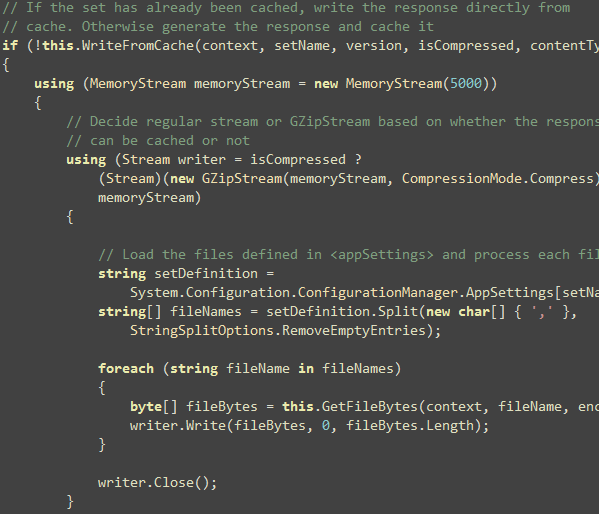 // If the set has already been cached, write the response directly from
// cache. Otherwise generate the response and cache it
if (!this.WriteFromCache(context, setName, version, isCompressed, contentTy
{
using (MemoryStream memoryStream = new MemoryStream(5000))
{
// Decide regular stream or GZipStream based on whether the respons
// can be cached or not
using (Stream writer = isCompressed ?
(Stream)(new GZipStream(memoryStream, CompressionMode.Compress)
memoryStream)
{
// Load the files defined in <appSettings> and process each fil
string setDefinition =
System.Configuration.ConfigurationManager.AppSettings[setNa
string[] fileNames = setDefinition.Split(new char[] { ',' },
StringSplitOptions.RemoveEmptyEntries);
foreach (string fileName in fileNames)
{
byte[] fileBytes = this.GetFileBytes(context, fileName, enc
writer.Write(fileBytes, 0, fileBytes.Length);
}
writer.Close();
}